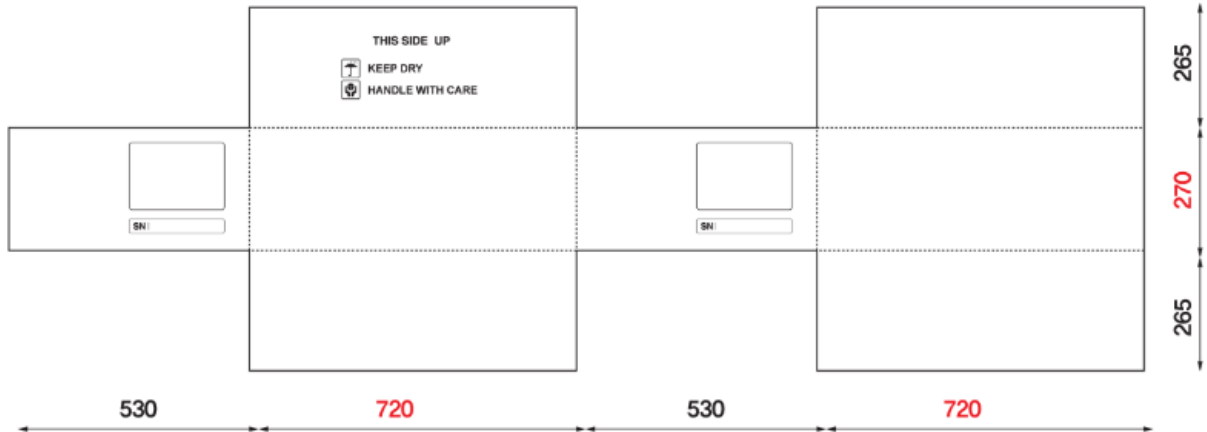 THIS SIDE UP
KEEP DRY
HANDLE WITH CARE
265
270
265
SN
SN
530
720
530
720